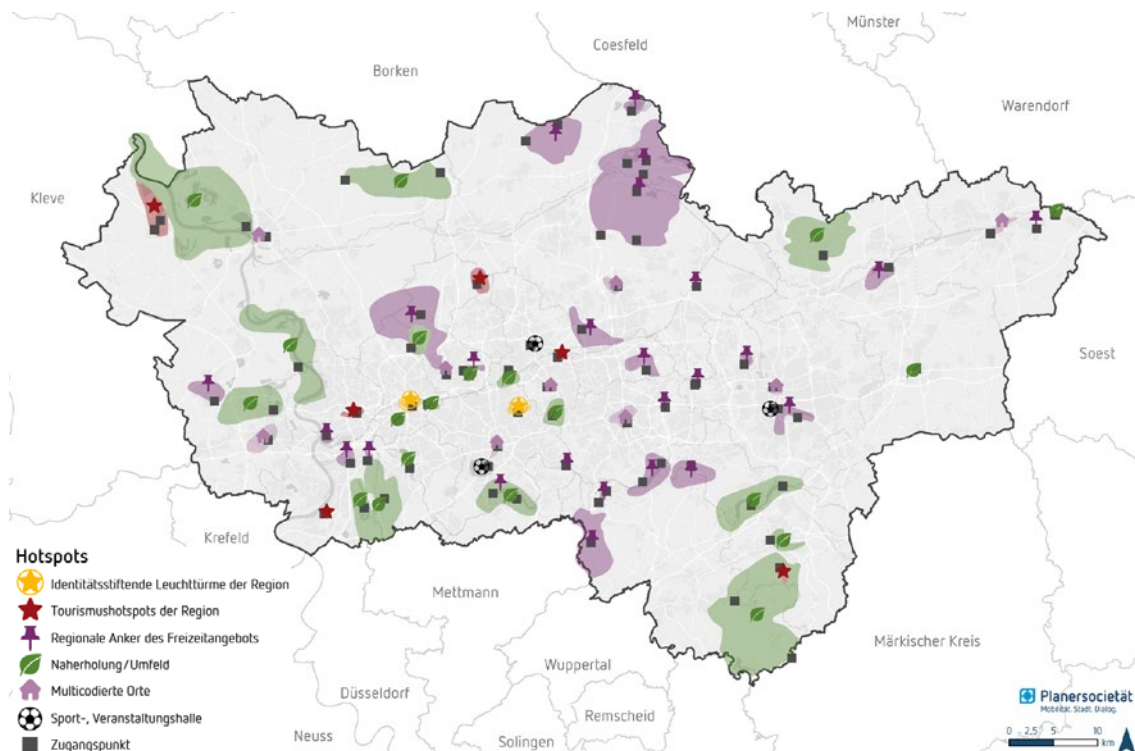 Münster
Coesfeld
Borken
Warendorf
Kleve
Soest
Krefeld
Hotspots
Identitätsstiftende Leuchttürme der Region
Tourismushotspots der Region
Regionale Anker des Freizeitangebots
Naherholung/Umfeld
Multicodierte Orte
Sport-, Veranstaltungshalle
Zugangspunkt
Mettmann
Märkischer Kreis
Wuppertal
Düsseldorf
Remscheid
Neuss
Solingen
Planersocietät
Mobilität. Stadt. Dialog.
0 2,5 5 10
km